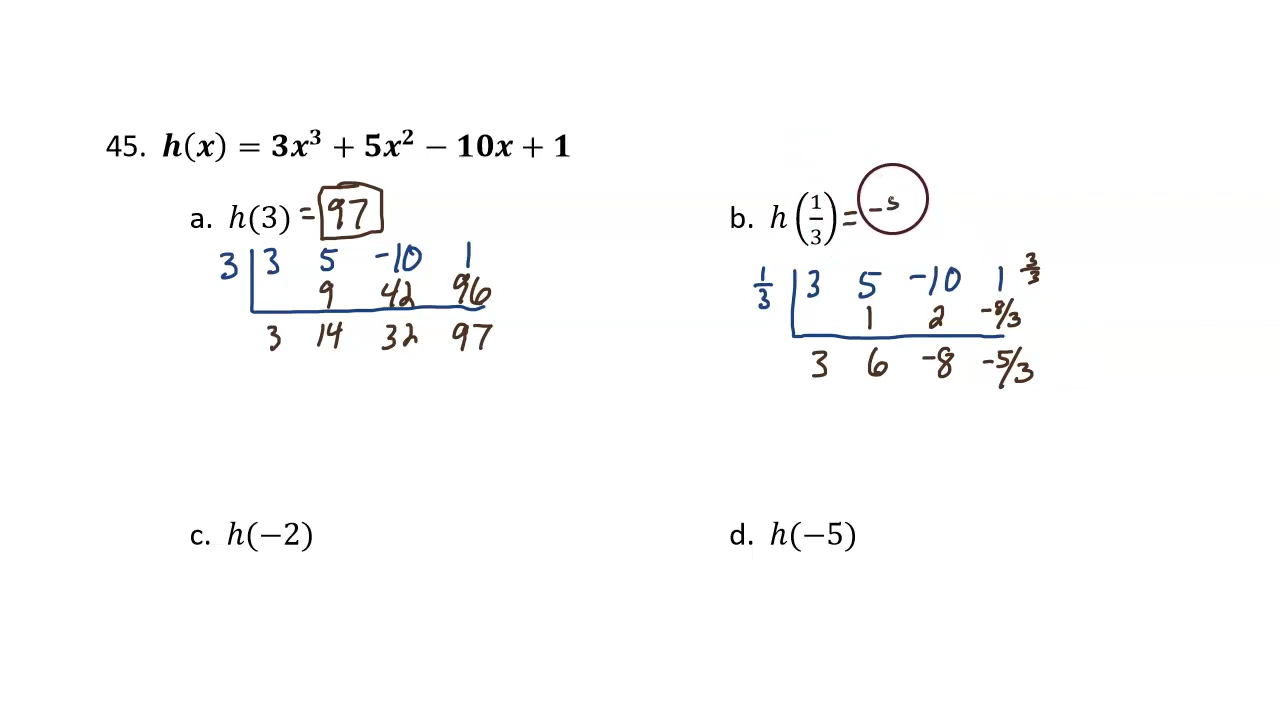 45. h(x) = 3x³ + 5x² − 10x + 1
a. h(3) = 97
3 3 5 -10 1
9 42 96
3 14 32 97
b. h(1/3) = -5
1/3 3 5 -10 1 3/3
1 2 -8/3
3 6 -8 -5/3
c. h(−2)
d. h(−5)